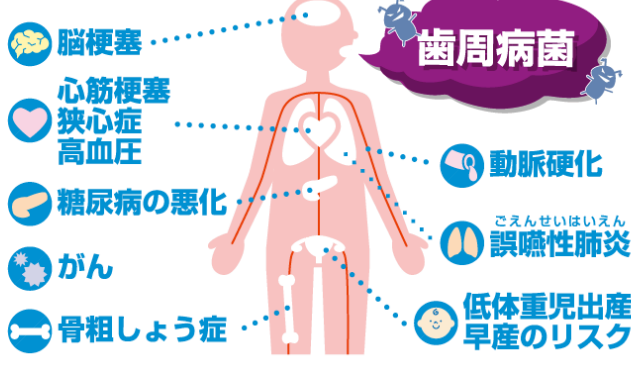 歯周病菌
脳梗塞
心筋梗塞
狭心症
高血圧
糖尿病の悪化
がん
骨粗しょう症
動脈硬化
ごえんせいはいえん
誤嚥性肺炎
低体重児出産
早産のリスク